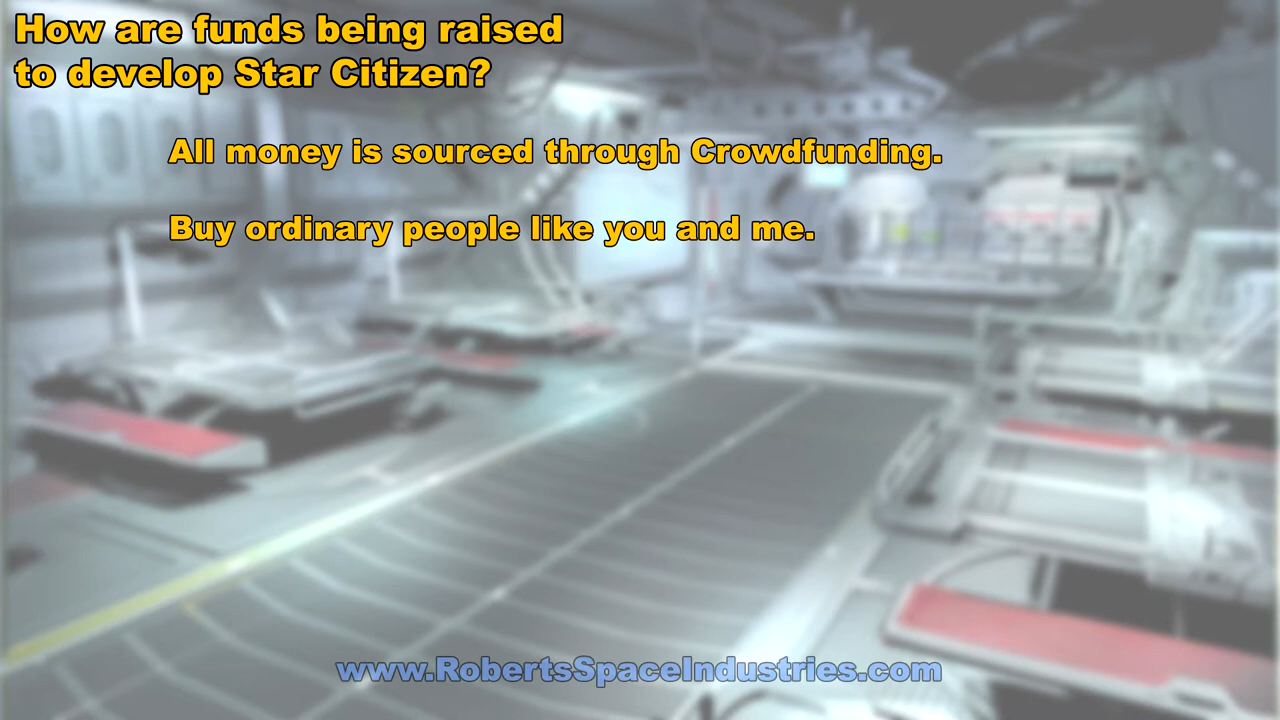 How are funds being raised
to develop Star Citizen?
All money is sourced through Crowdfunding.
Buy ordinary people like you and me.
www.RobertsSpaceIndustries.com